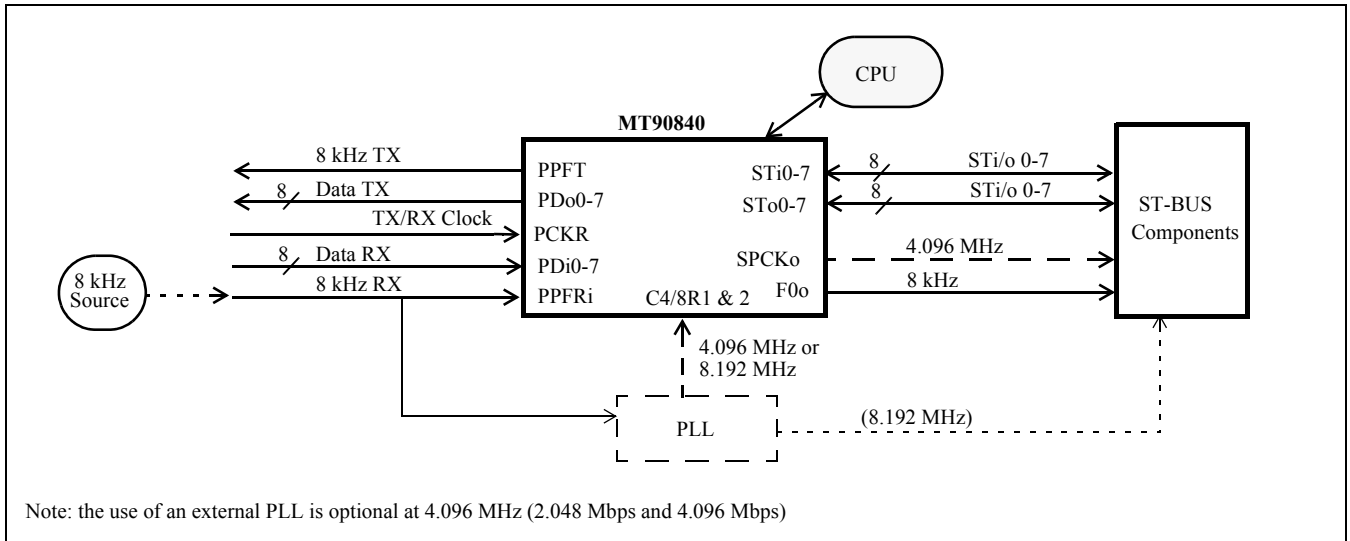 CPU
MT90840
8 kHz TX
PPFT
STi0-7
8
STi/o 0-7
8
Data TX
PDo0-7
STo0-7
8
STi/o 0-7
ST-BUS
Components
TX/RX Clock
PCKR
8
Data RX
PDi0-7
SPCKo
4.096 MHz
8 kHz
Source
8 kHz RX
PPFRi
C4/8R1 & 2
F0o
8 kHz
4.096 MHz or
8.192 MHz
PLL
(8.192 MHz)
Note: the use of an external PLL is optional at 4.096 MHz (2.048 Mbps and 4.096 Mbps)